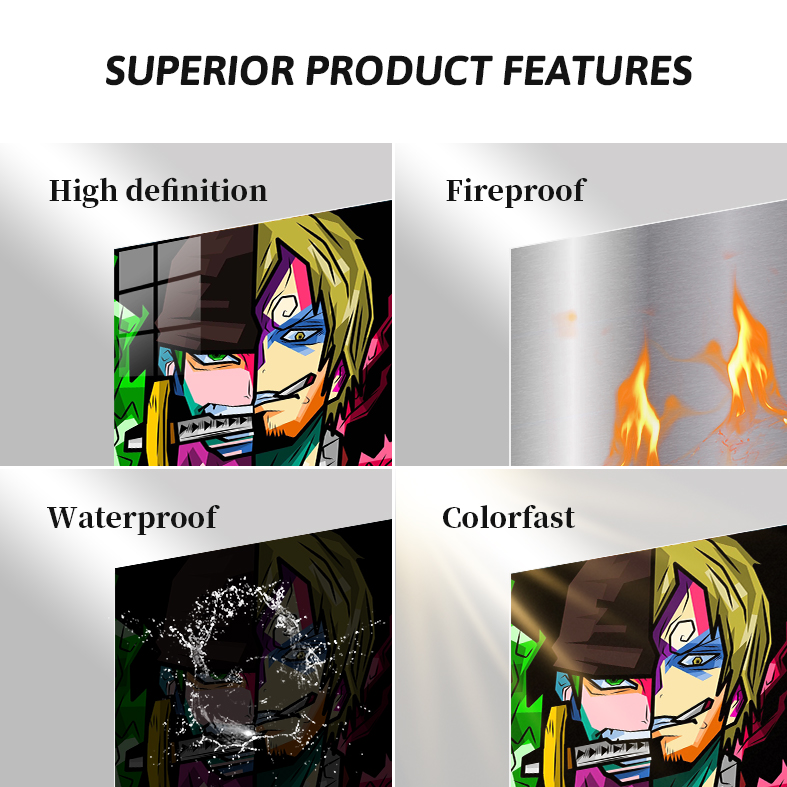 SUPERIOR PRODUCT FEATURES
High definition
Fireproof
Waterproof
Colorfast